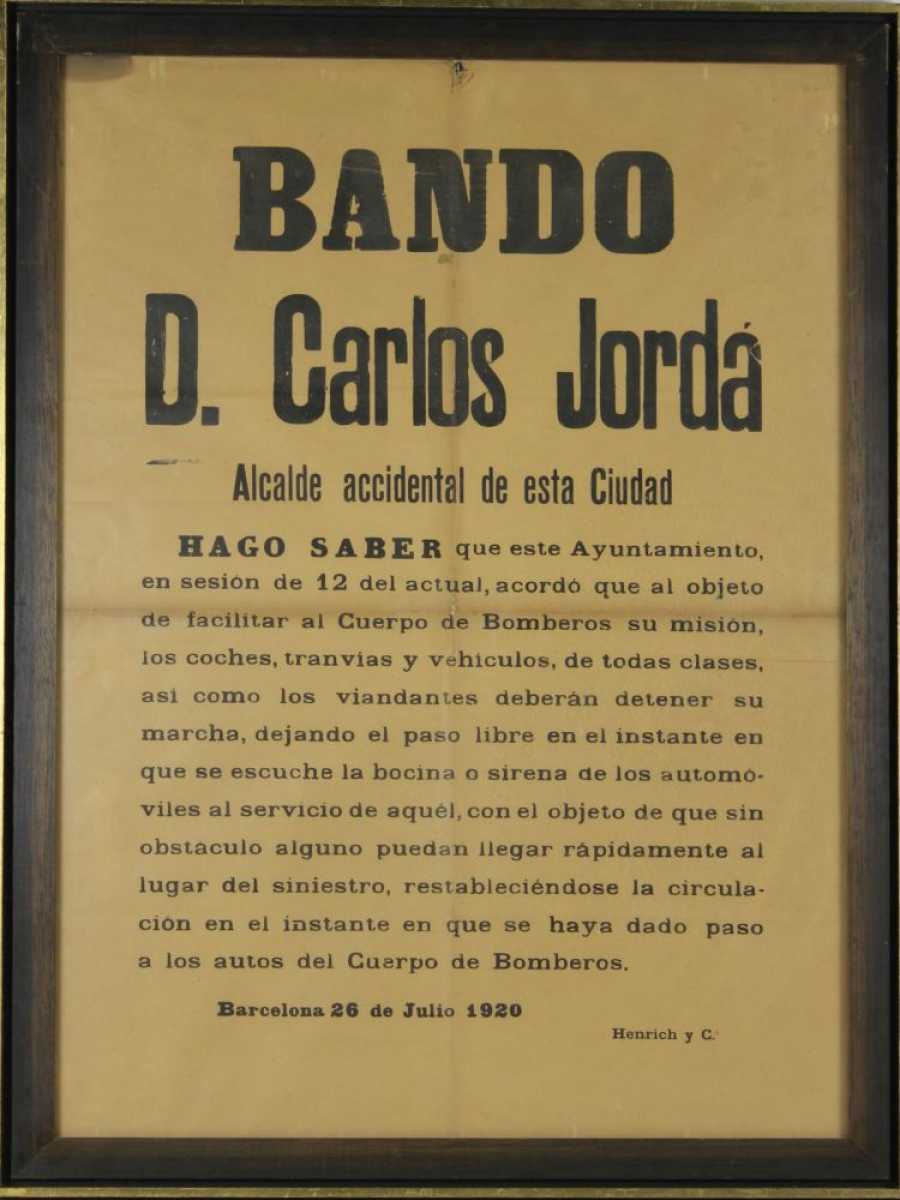 BANDO
D. Carlos Jordá
Alcalde accidental de esta Ciudad
HAGO SABER que este Ayuntamiento,
en sesión de 12 del actual, acordó que al objeto
de facilitar al Cuerpo de Bomberos su misión,
los coches, tranvías y vehículos, de todas clases,
así como los viandantes deberán detener su
marcha, dejando el paso libre en el instante en
que se escuche la bocina o sirena de los automó-
viles al servicio de aquél, con el objeto de que sin
obstáculo alguno puedan llegar rápidamente al
lugar del siniestro, restableciéndose la circula-
ción en el instante en que se haya dado paso
a los autos del Cuerpo de Bomberos.
Barcelona 26 de Julio 1920
Henrich y C.ª